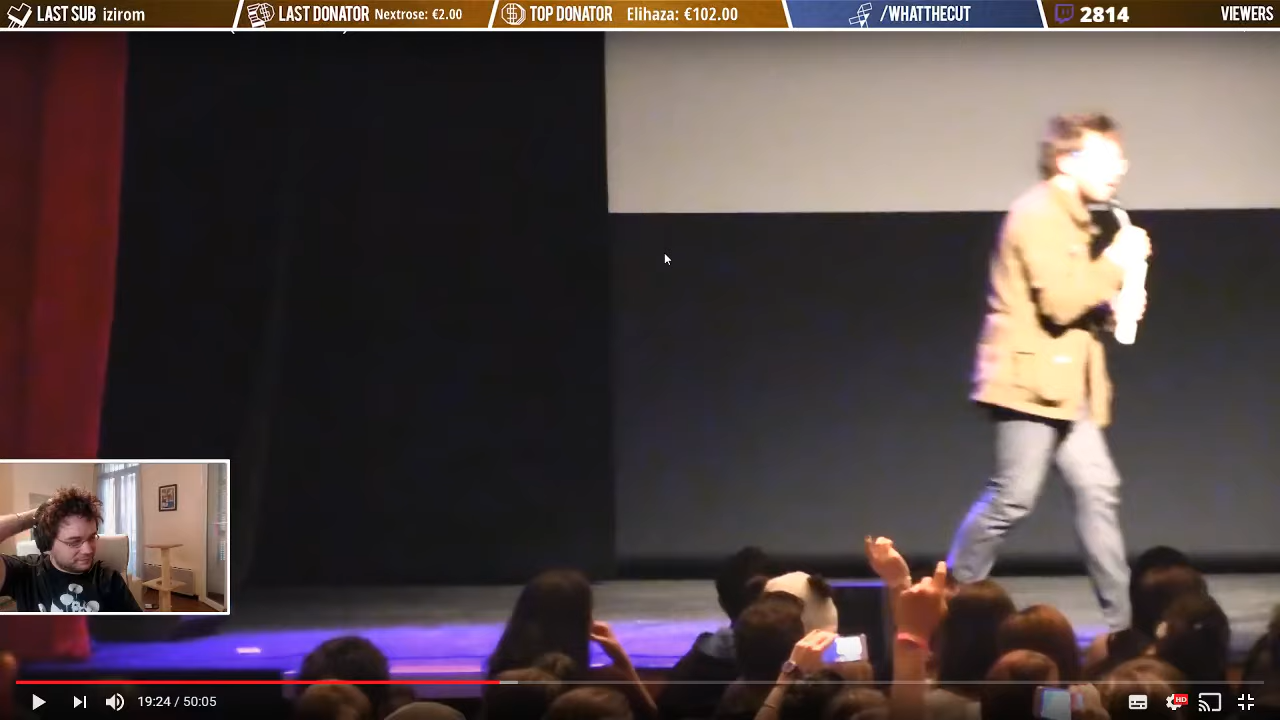 LAST SUB izirom
LAST DONATOR Nextrose: €2.00
TOP DONATOR Elihaza: €102.00
/WHATTHECUT
2814
VIEWERS
19:24 / 50:05
HD